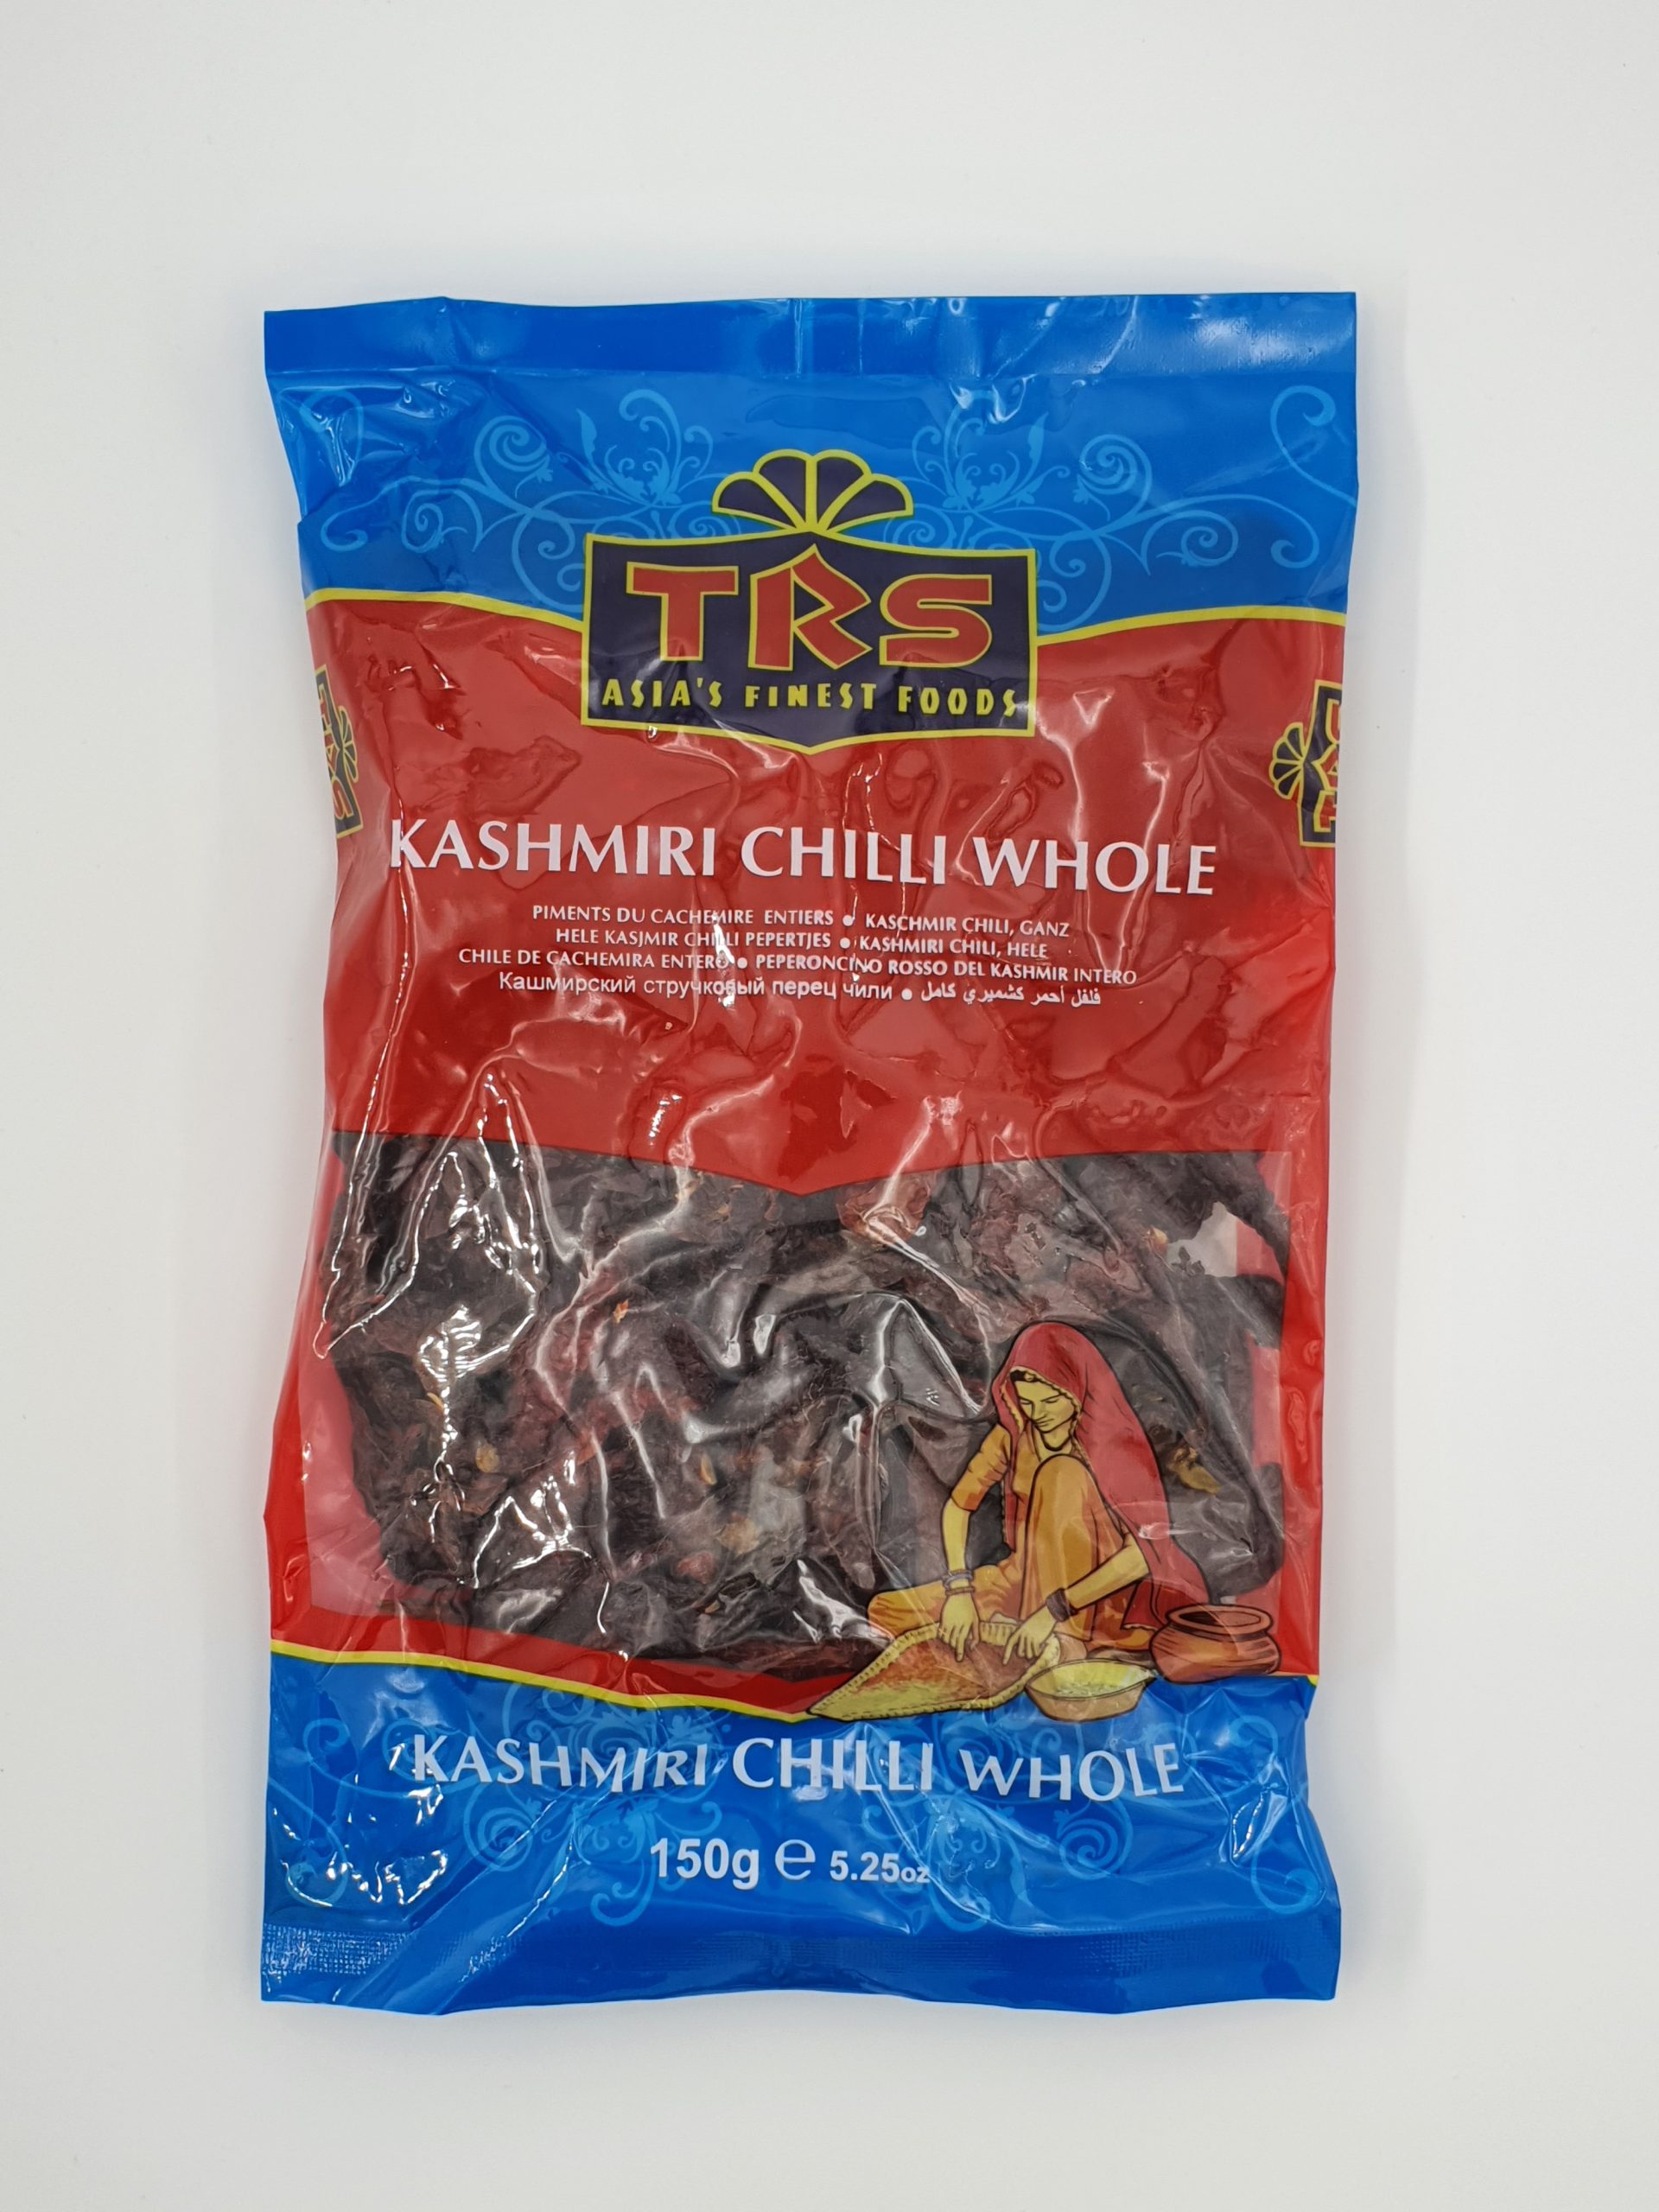 TRS
ASIA'S FINEST FOODS
KASHMIRI CHILLI WHOLE
PIMENTS DU CACHEMIRE ENTIERS • KASCHMIR CHILI, GANZ
HELE KASJMIR CHILLI PEPERTJES • KASHMIRI CHILI, HELE
CHILE DE CACHEMIRA ENTERO • PEPERONCINO ROSSO DEL KASHMIR INTERO
Кашмирский стручковый перец чили • فلفل أحمر كشميري كامل
KASHMIRI CHILLI WHOLE
150g ℮ 5.25oz